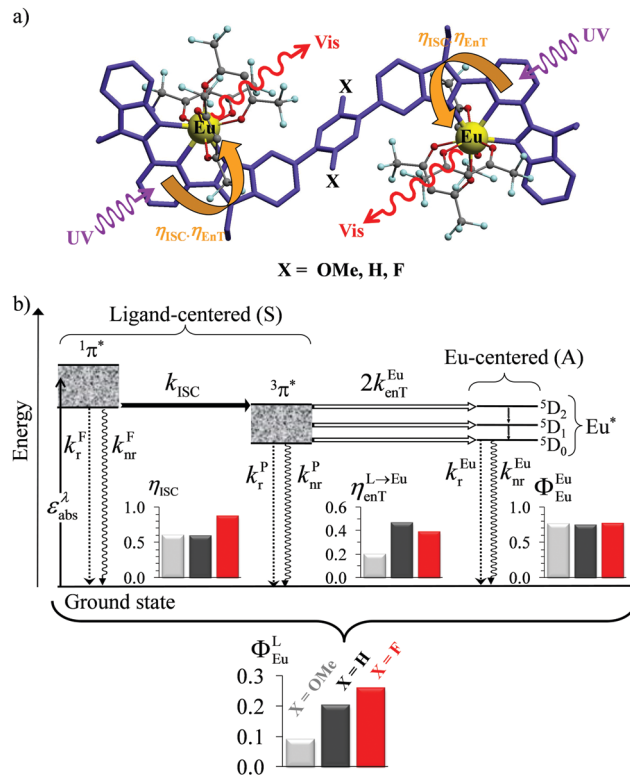 a)
Vis
η_ISC·η_EnT
UV
X
Eu
Eu
X
UV
η_ISC·η_EnT
Vis
X = OMe, H, F
b)
Ligand-centered (S)
¹π*
Eu-centered (A)
k_ISC
³π*
2k_enT^Eu
⁵D₂
⁵D₁
⁵D₀
Eu*
Energy
k_r^F
k_nr^F
k_r^P
k_nr^P
k_r^Eu
k_nr^Eu
ε_abs^λ
η_ISC
1.0
0.5
0.0
η_enT^L→Eu
0.6
0.4
0.2
0.0
Φ_Eu^Eu
1.0
0.5
0.0
Ground state
Φ_Eu^L
0.3
0.2
0.1
0.0
X = OMe
X = H
X = F